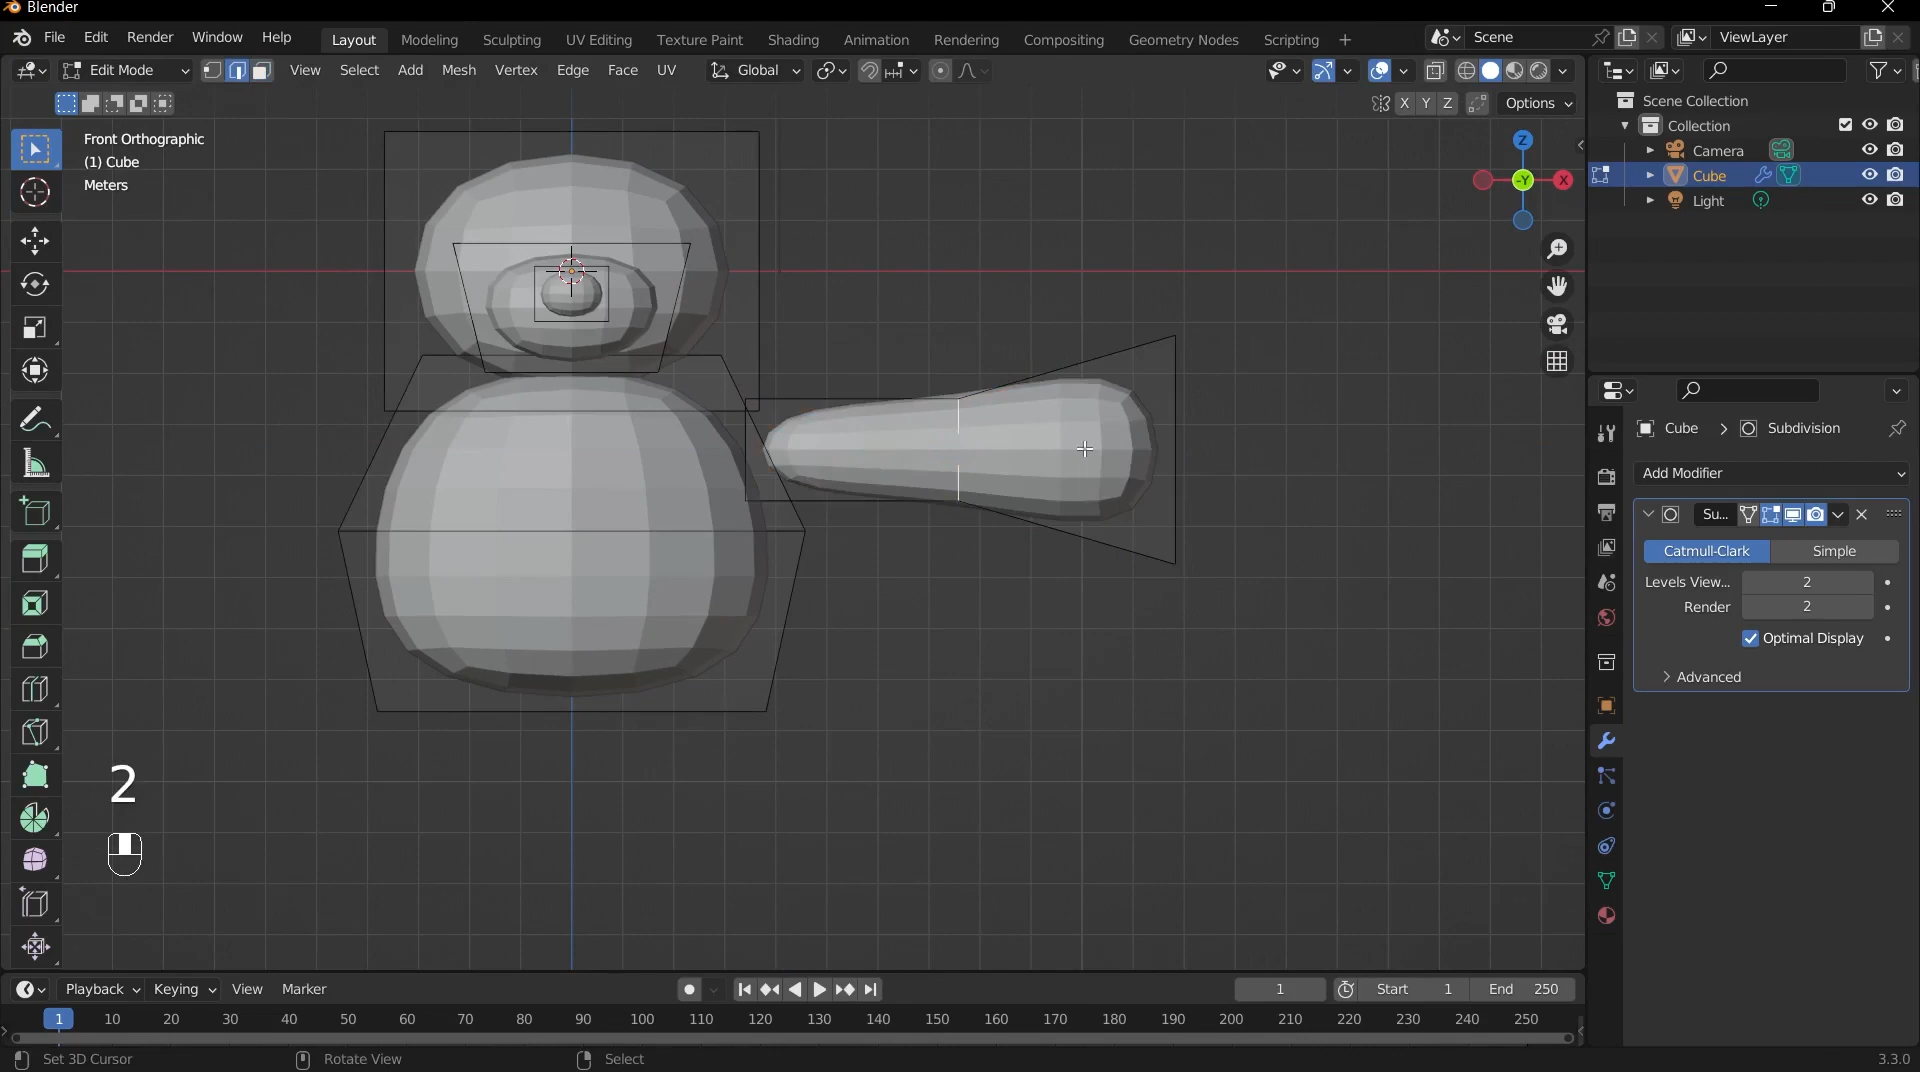 Blender
File Edit Render Window Help Layout Modeling Sculpting UV Editing Texture Paint Shading Animation Rendering Compositing Geometry Nodes Scripting + Scene ViewLayer
Edit Mode View Select Add Mesh Vertex Edge Face UV Global
X Y Z Options
Front Orthographic
(1) Cube
Meters
Z
-Y X
Scene Collection
Collection
Camera
Cube
Light
Cube > Subdivision
Add Modifier
Su...
Catmull-Clark Simple
Levels View... 2
Render 2
Optimal Display
Advanced
2
Playback Keying View Marker 1 Start 1 End 250
1 10 20 30 40 50 60 70 80 90 100 110 120 130 140 150 160 170 180 190 200 210 220 230 240 250
Set 3D Cursor Rotate View Select 3.3.0